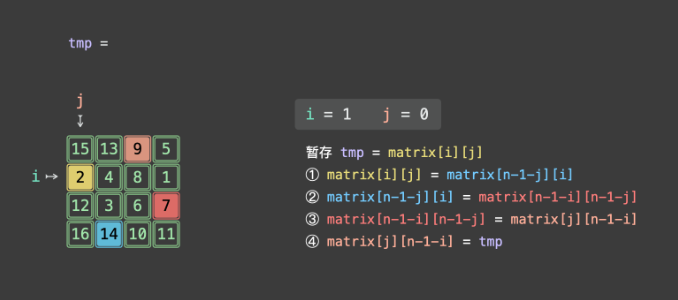 tmp =
j
i = 1 j = 0
15 13 9 5
i ↦ 2 4 8 1
12 3 6 7
16 14 10 11
暂存 tmp = matrix[i][j]
① matrix[i][j] = matrix[n-1-j][i]
② matrix[n-1-j][i] = matrix[n-1-i][n-1-j]
③ matrix[n-1-i][n-1-j] = matrix[j][n-1-i]
④ matrix[j][n-1-i] = tmp